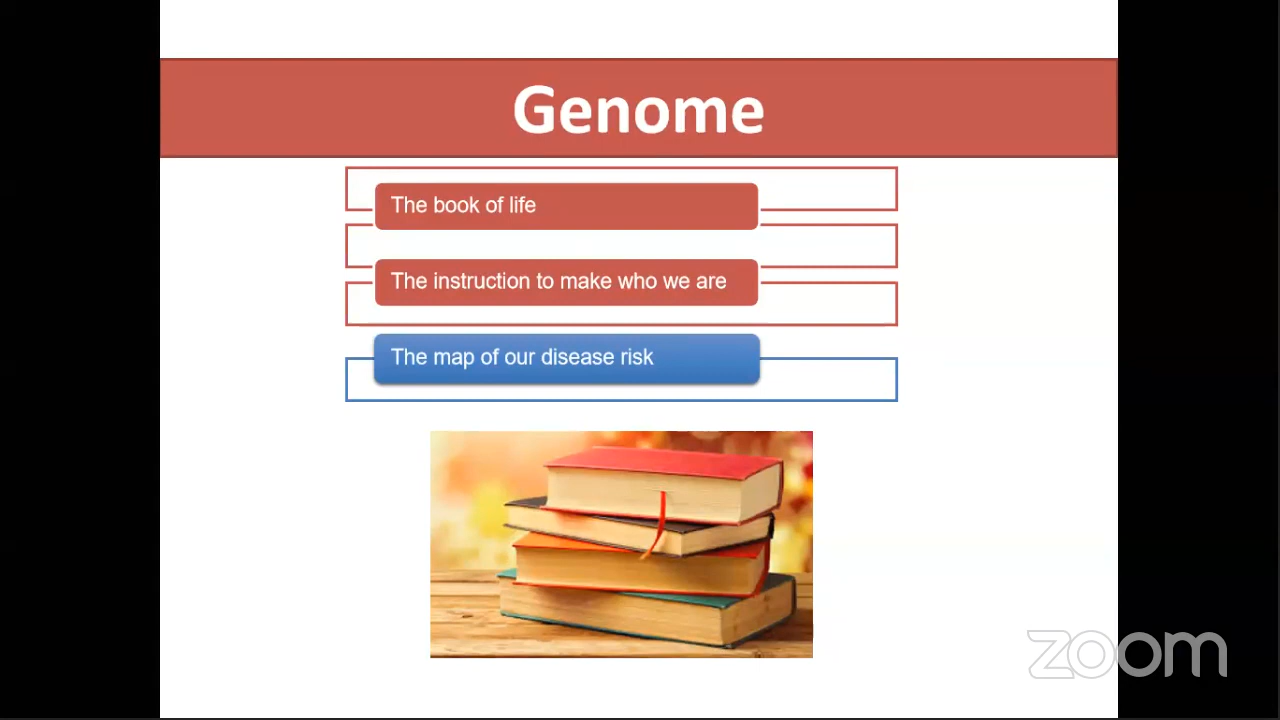 Genome
The book of life
The instruction to make who we are
The map of our disease risk
zoom